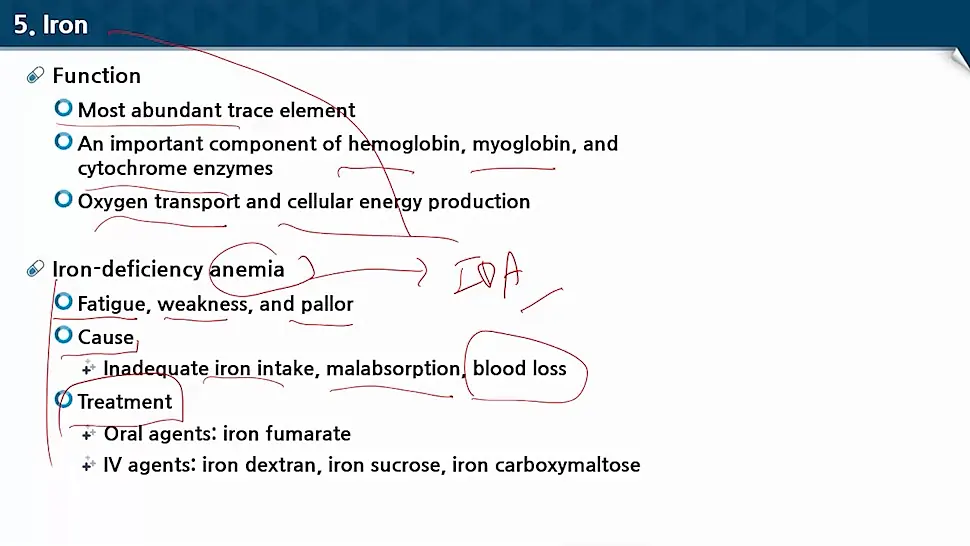 5. Iron
Function
Most abundant trace element
An important component of hemoglobin, myoglobin, and
cytochrome enzymes
Oxygen transport and cellular energy production
Iron-deficiency anemia
IDA
Fatigue, weakness, and pallor
Cause
Inadequate iron intake, malabsorption, blood loss
Treatment
Oral agents: iron fumarate
IV agents: iron dextran, iron sucrose, iron carboxymaltose